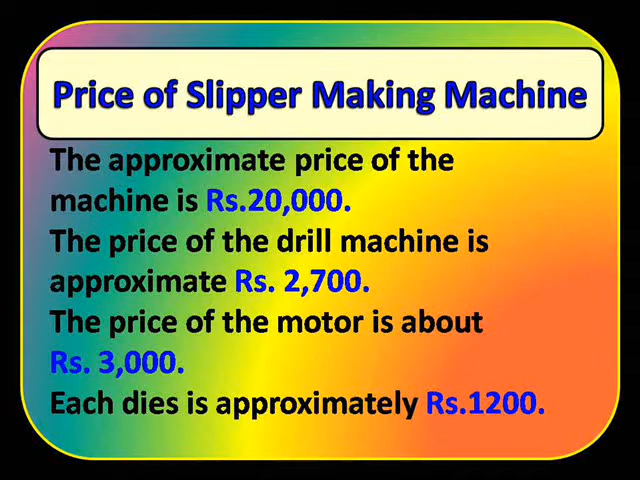 Price of Slipper Making Machine
The approximate price of the
machine is Rs.20,000.
The price of the drill machine is
approximate Rs. 2,700.
The price of the motor is about
Rs. 3,000.
Each dies is approximately Rs.1200.